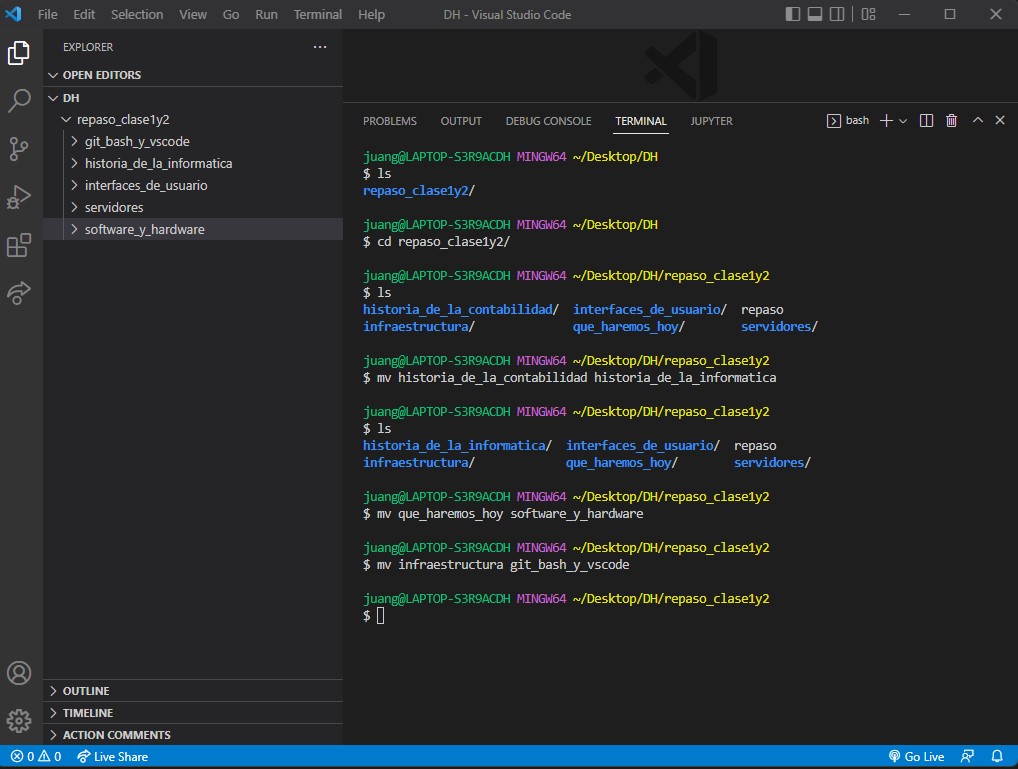 File Edit Selection View Go Run Terminal Help DH - Visual Studio Code
EXPLORER
OPEN EDITORS
DH
repaso_clase1y2
git_bash_y_vscode
historia_de_la_informatica
interfaces_de_usuario
servidores
software_y_hardware
OUTLINE
TIMELINE
ACTION COMMENTS
PROBLEMS OUTPUT DEBUG CONSOLE TERMINAL JUPYTER bash
juang@LAPTOP-S3R9ACDH MINGW64 ~/Desktop/DH
$ ls
repaso_clase1y2/
juang@LAPTOP-S3R9ACDH MINGW64 ~/Desktop/DH
$ cd repaso_clase1y2/
juang@LAPTOP-S3R9ACDH MINGW64 ~/Desktop/DH/repaso_clase1y2
$ ls
historia_de_la_contabilidad/ interfaces_de_usuario/ repaso
infraestructura/ que_haremos_hoy/ servidores/
juang@LAPTOP-S3R9ACDH MINGW64 ~/Desktop/DH/repaso_clase1y2
$ mv historia_de_la_contabilidad historia_de_la_informatica
juang@LAPTOP-S3R9ACDH MINGW64 ~/Desktop/DH/repaso_clase1y2
$ ls
historia_de_la_informatica/ interfaces_de_usuario/ repaso
infraestructura/ que_haremos_hoy/ servidores/
juang@LAPTOP-S3R9ACDH MINGW64 ~/Desktop/DH/repaso_clase1y2
$ mv que_haremos_hoy software_y_hardware
juang@LAPTOP-S3R9ACDH MINGW64 ~/Desktop/DH/repaso_clase1y2
$ mv infraestructura git_bash_y_vscode
juang@LAPTOP-S3R9ACDH MINGW64 ~/Desktop/DH/repaso_clase1y2
$
0 0 Live Share Go Live